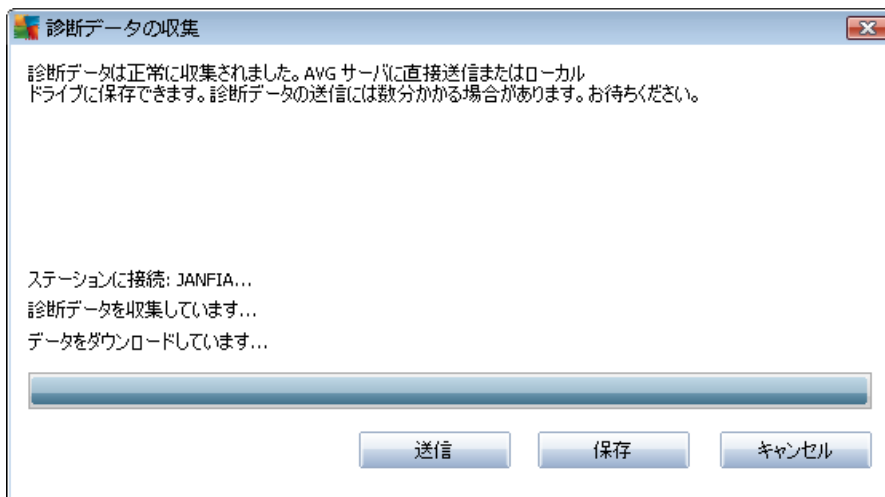 診断データの収集
診断データは正常に収集されました。AVG サーバに直接送信またはローカル
ドライブに保存できます。診断データの送信には数分かかる場合があります。お待ちください。
ステーションに接続: JANFIA...
診断データを収集しています...
データをダウンロードしています...
送信 保存 キャンセル